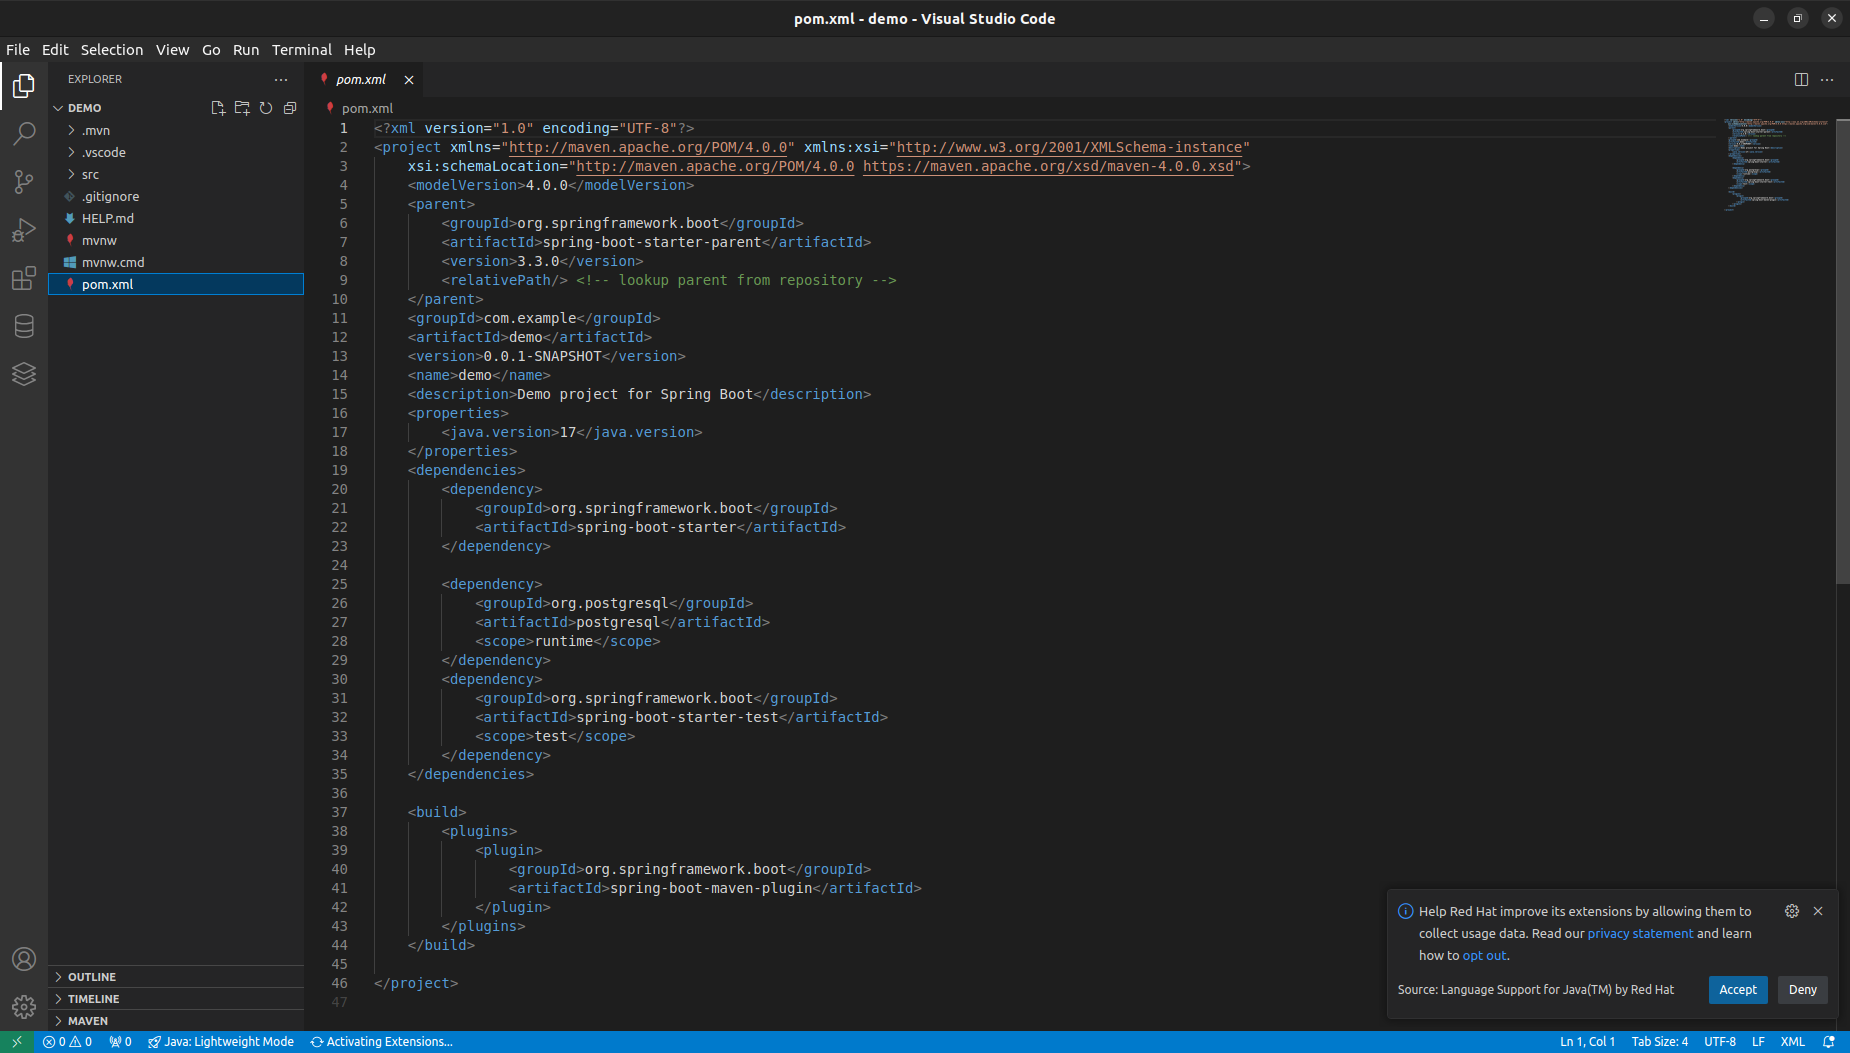 pom.xml - demo - Visual Studio Code
File Edit Selection View Go Run Terminal Help
EXPLORER
DEMO
.mvn
.vscode
src
.gitignore
HELP.md
mvnw
mvnw.cmd
pom.xml
OUTLINE
TIMELINE
MAVEN
pom.xml
pom.xml
1 <?xml version="1.0" encoding="UTF-8"?>
2 <project xmlns="http://maven.apache.org/POM/4.0.0" xmlns:xsi="http://www.w3.org/2001/XMLSchema-instance"
3 xsi:schemaLocation="http://maven.apache.org/POM/4.0.0 https://maven.apache.org/xsd/maven-4.0.0.xsd">
4 <modelVersion>4.0.0</modelVersion>
5 <parent>
6 <groupId>org.springframework.boot</groupId>
7 <artifactId>spring-boot-starter-parent</artifactId>
8 <version>3.3.0</version>
9 <relativePath/> <!-- lookup parent from repository -->
10 </parent>
11 <groupId>com.example</groupId>
12 <artifactId>demo</artifactId>
13 <version>0.0.1-SNAPSHOT</version>
14 <name>demo</name>
15 <description>Demo project for Spring Boot</description>
16 <properties>
17 <java.version>17</java.version>
18 </properties>
19 <dependencies>
20 <dependency>
21 <groupId>org.springframework.boot</groupId>
22 <artifactId>spring-boot-starter</artifactId>
23 </dependency>
24
25 <dependency>
26 <groupId>org.postgresql</groupId>
27 <artifactId>postgresql</artifactId>
28 <scope>runtime</scope>
29 </dependency>
30 <dependency>
31 <groupId>org.springframework.boot</groupId>
32 <artifactId>spring-boot-starter-test</artifactId>
33 <scope>test</scope>
34 </dependency>
35 </dependencies>
36
37 <build>
38 <plugins>
39 <plugin>
40 <groupId>org.springframework.boot</groupId>
41 <artifactId>spring-boot-maven-plugin</artifactId>
42 </plugin>
43 </plugins>
44 </build>
45
46 </project>
47
Help Red Hat improve its extensions by allowing them to
collect usage data. Read our privacy statement and learn
how to opt out.
Source: Language Support for Java(TM) by Red Hat Accept Deny
0 0 0 Java: Lightweight Mode Activating Extensions... Ln 1, Col 1 Tab Size: 4 UTF-8 LF XML